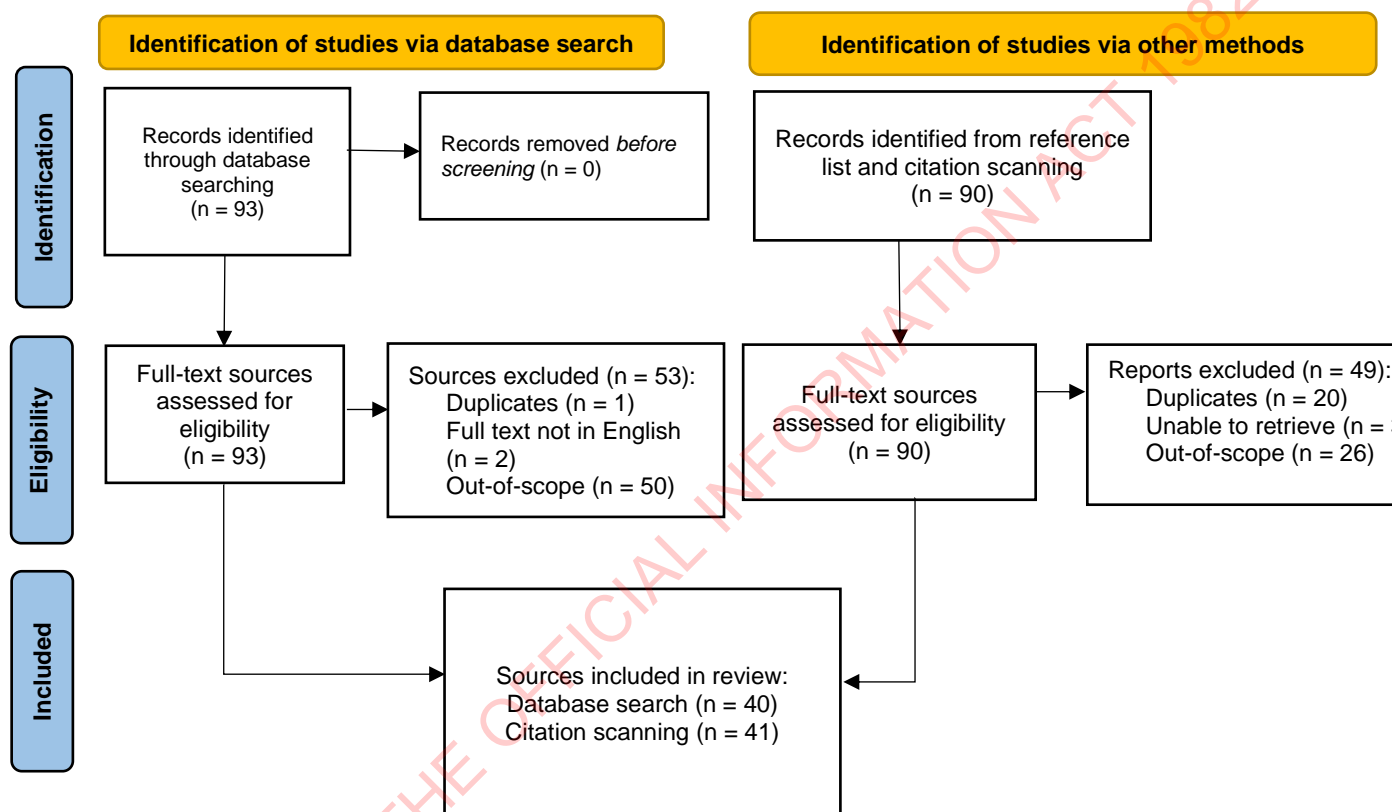 Identification of studies via database search
Identification of studies via other methods
Identification
Records identified
through database
searching
(n = 93)
Records removed before
screening (n = 0)
Records identified from reference
list and citation scanning
(n = 90)
Eligibility
Full-text sources
assessed for
eligibility
(n = 93)
Sources excluded (n = 53):
Duplicates (n = 1)
Full text not in English
(n = 2)
Out-of-scope (n = 50)
Full-text sources
assessed for eligibility
(n = 90)
Reports excluded (n = 49):
Duplicates (n = 20)
Unable to retrieve (n =
Out-of-scope (n = 26)
Included
Sources included in review:
Database search (n = 40)
Citation scanning (n = 41)
THE OFFICIAL INFORMATION ACT 1982